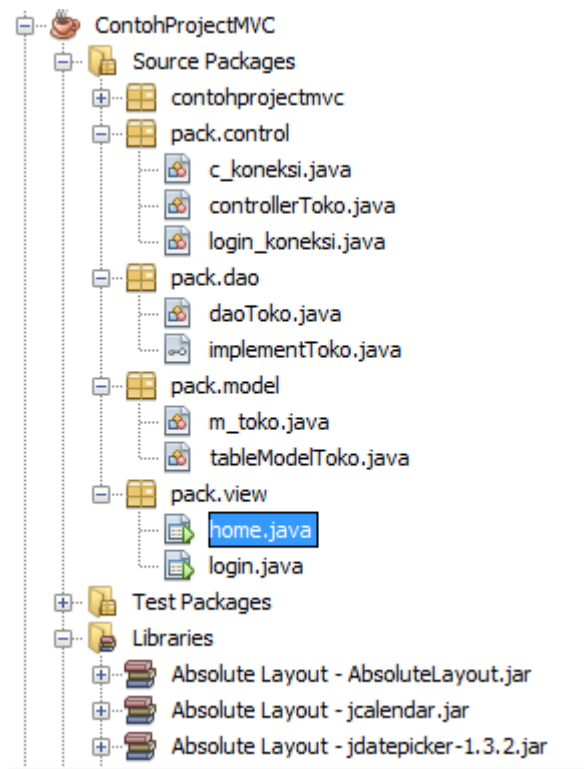 ContohProjectMVC
Source Packages
contohprojectmvc
pack.control
c_koneksi.java
controllerToko.java
login_koneksi.java
pack.dao
daoToko.java
implementToko.java
pack.model
m_toko.java
tableModelToko.java
pack.view
home.java
login.java
Test Packages
Libraries
Absolute Layout - AbsoluteLayout.jar
Absolute Layout - jcalendar.jar
Absolute Layout - jdatepicker-1.3.2.jar